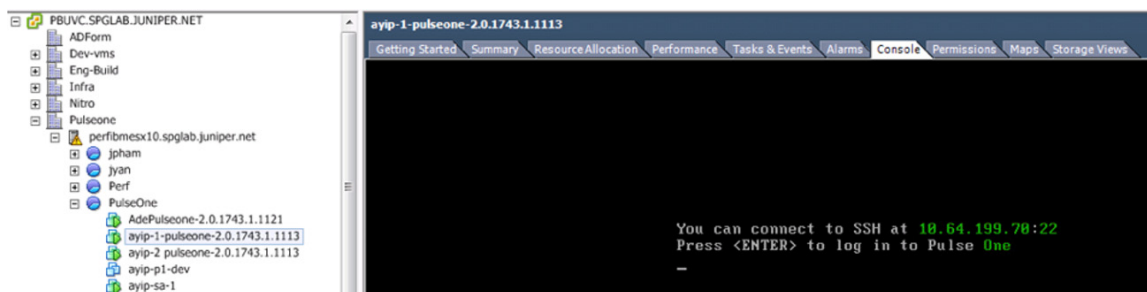 PBUVC.SPGLAB.JUNIPER.NET
ADForm
Dev-vms
Eng-Build
Infra
Nitro
Pulseone
perfibmesx10.spglab.juniper.net
jpham
jyan
Perf
PulseOne
AdePulseone-2.0.1743.1.1121
ayip-1-pulseone-2.0.1743.1.1113
ayip-2 pulseone-2.0.1743.1.1113
ayip-p1-dev
ayip-sa-1
ayip-1-pulseone-2.0.1743.1.1113
Getting Started Summary Resource Allocation Performance Tasks & Events Alarms Console Permissions Maps Storage Views
You can connect to SSH at 10.64.199.70:22
Press <ENTER> to log in to Pulse One